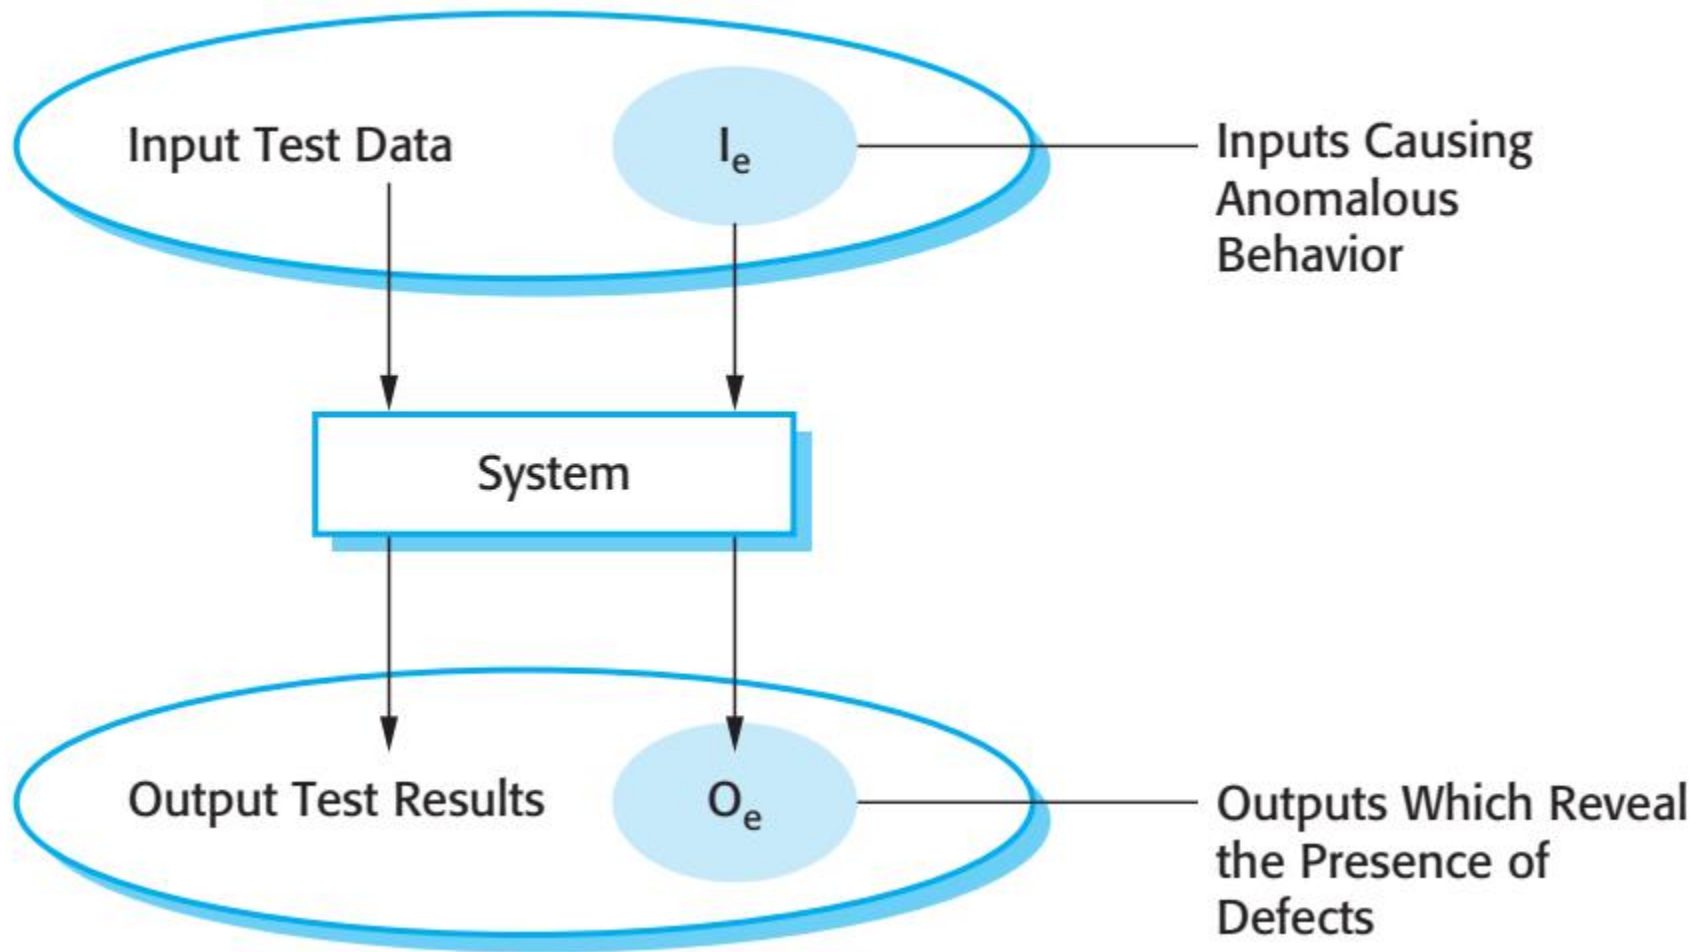 Input Test Data
Iₑ
Inputs Causing
Anomalous
Behavior
System
Output Test Results
Oₑ
Outputs Which Reveal
the Presence of
Defects